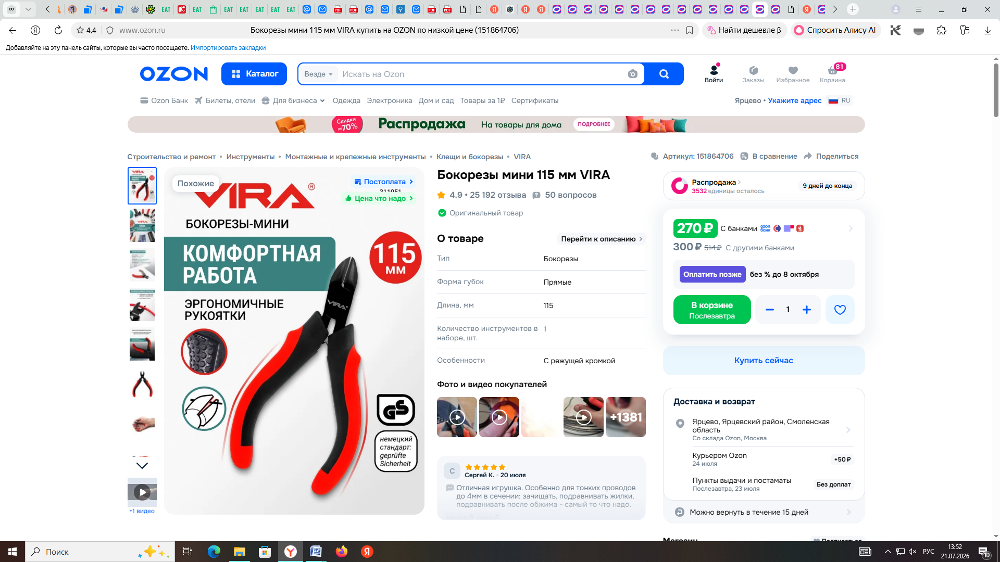 EAT
EAT
EAT
EAT
EAT
EAT
EAT
PDF
PDF
PDF
PDF
4,4
www.ozon.ru
Бокорезы мини 115 мм VIRA купить на OZON по низкой цене (151864706)
Найти дешевле β
Спросить Алису AI
Добавляйте на эту панель сайты, которые вы часто посещаете. Импортировать закладки
OZON
Каталог
Везде
Искать на Ozon
Войти
Заказы
Избранное
81
Корзина
Ozon Банк
Билеты, отели
Для бизнеса
Одежда
Электроника
Дом и сад
Товары за 1₽
Сертификаты
Ярцево • Укажите адрес
RU
Скидки до 70%
Распродажа
На товары для дома
ПОДРОБНЕЕ
Строительство и ремонт • Инструменты • Монтажные и крепежные инструменты • Клещи и бокорезы • VIRA
Артикул: 151864706
В сравнение
Поделиться
Похожие
Постоплата
311051
Цена что надо
VIRA®
БОКОРЕЗЫ-МИНИ
КОМФОРТНАЯ
РАБОТА
115
ММ
ЭРГОНОМИЧНЫЕ
РУКОЯТКИ
VIRA
GS
немецкий
стандарт:
geprüfte
Sicherheit
+1 видео
Бокорезы мини 115 мм VIRA
4.9 • 25 192 отзыва
50 вопросов
Оригинальный товар
О товаре
Перейти к описанию
Тип
Бокорезы
Форма губок
Прямые
Длина, мм
115
Количество инструментов в наборе, шт.
1
Особенности
С режущей кромкой
Фото и видео покупателей
+1381
С
Сергей К. • 20 июля
Отличная игрушка. Особенно для тонких проводов
до 4мм в сечении: зачищать, подравнивать жилки,
подравнивать после обжима - самый то что надо.
Распродажа
3532 единицы осталось
9 дней до конца
270 ₽
С банками
300 ₽ 514 ₽ С другими банками
Оплатить позже
без % до 8 октября
В корзине
Послезавтра
1
Купить сейчас
Доставка и возврат
Ярцево, Ярцевский район, Смоленская
область
Со склада Ozon, Москва
Курьером Ozon
24 июля
+50 ₽
Пункты выдачи и постаматы
Послезавтра, 23 июля
Без доплат
Можно вернуть в течение 15 дней
Магазин
Подписаться
Поиск
РУС
13:52
21.07.2026
10